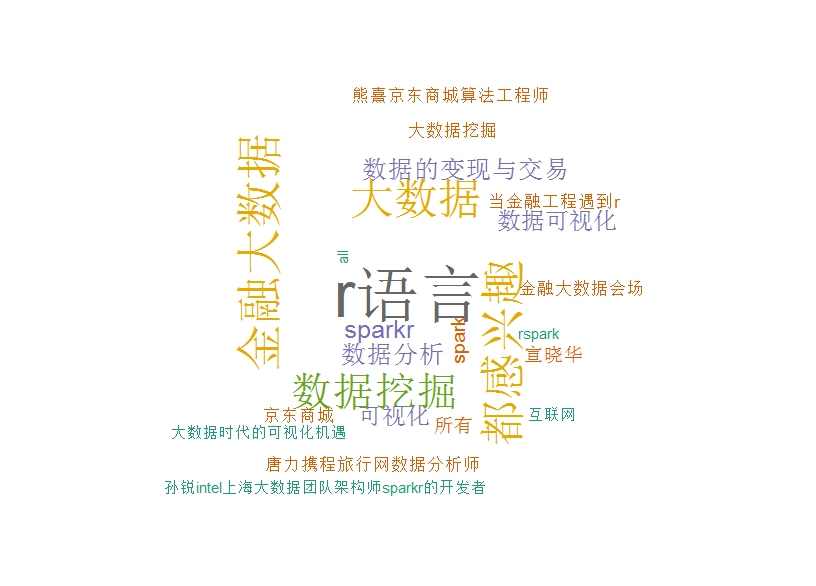 熊熹京东商城算法工程师
大数据挖掘
数据的变现与交易
大数据
当金融工程遇到r
数据可视化
金融大数据
all
r语言
都感兴趣
金融大数据会场
sparkr
spark
rspark
数据分析
宣晓华
数据挖掘
京东商城
可视化
所有
互联网
大数据时代的可视化机遇
唐力携程旅行网数据分析师
孙锐intel上海大数据团队架构师sparkr的开发者